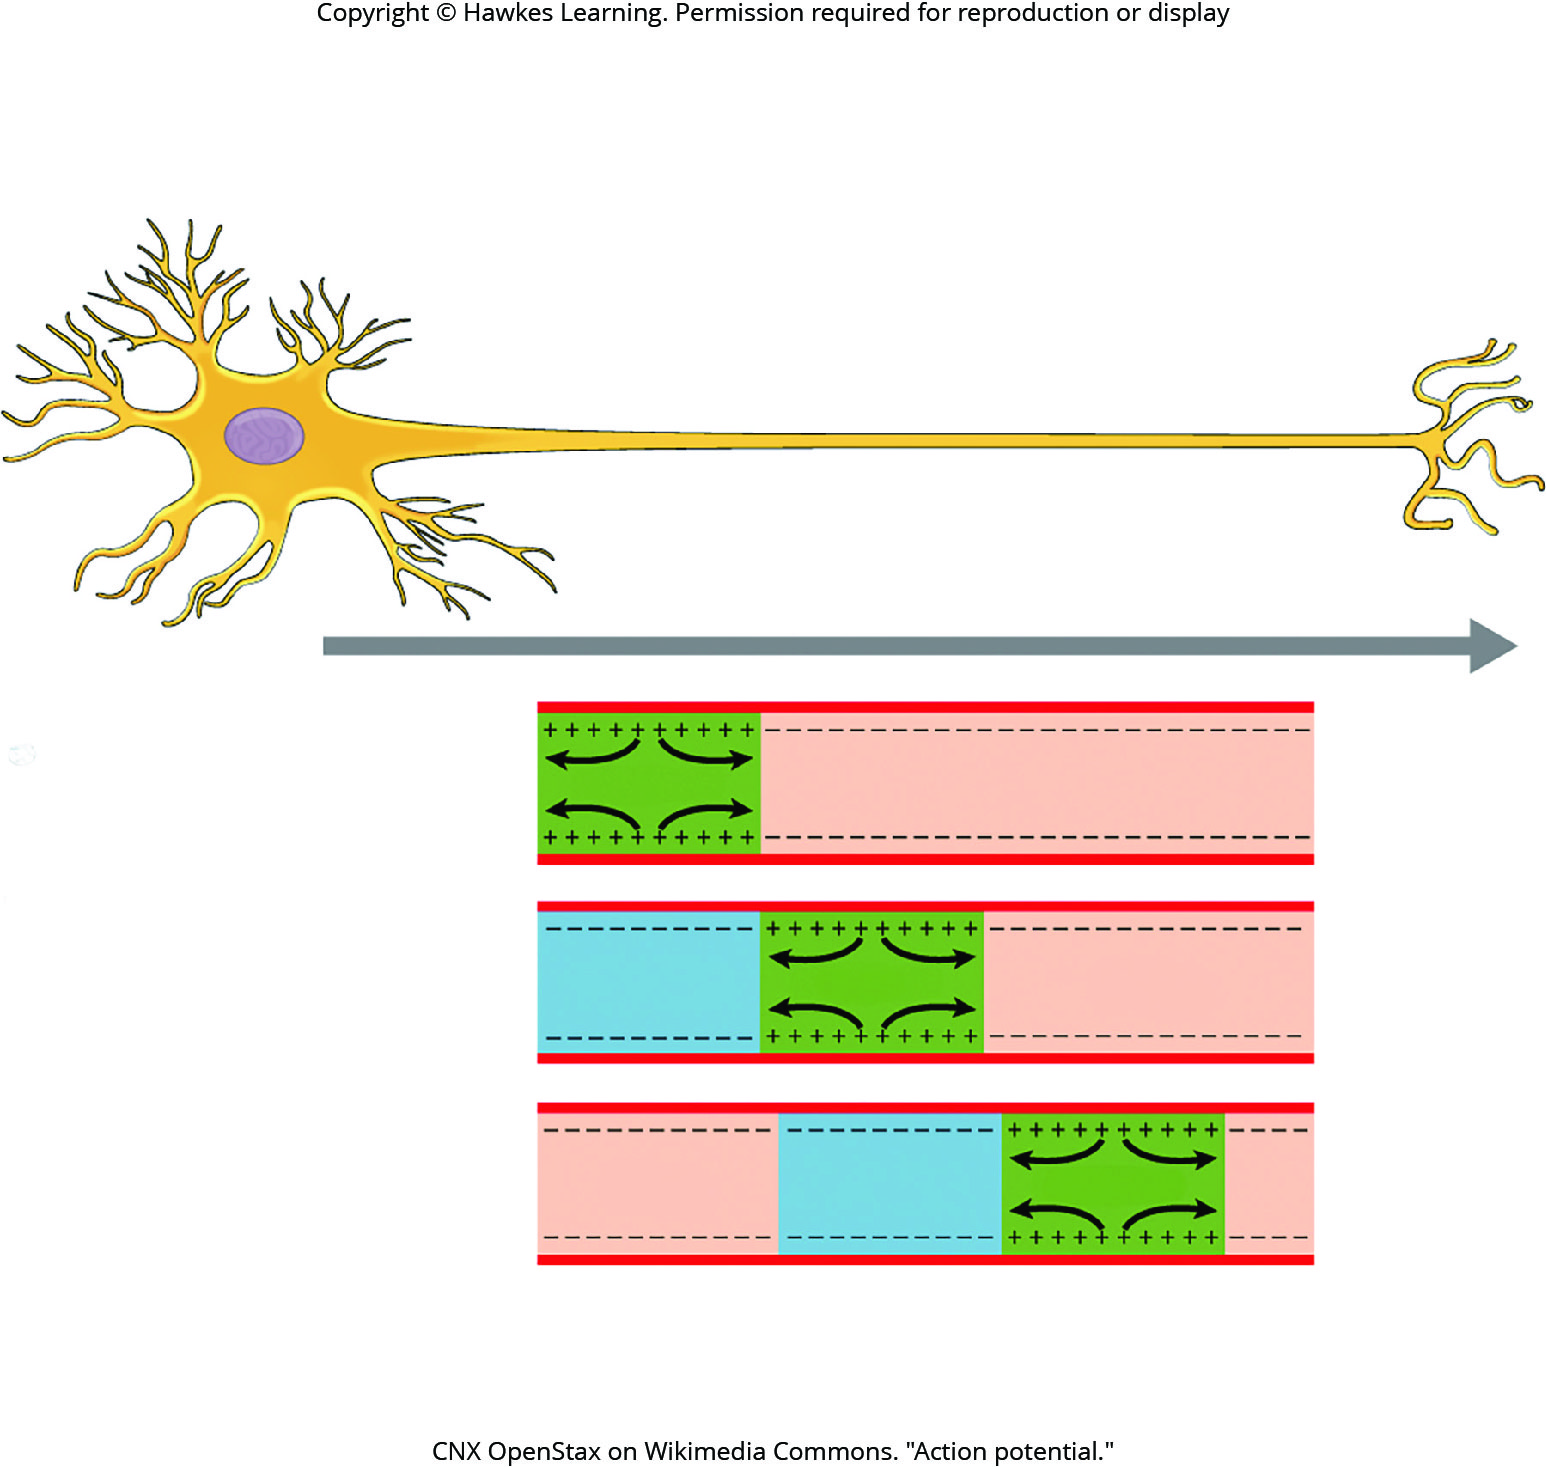 Copyright © Hawkes Learning. Permission required for reproduction or display
+ + + + + + + + + +
+ + + + + + + + + +
+ + + + + + + + + +
+ + + + + + + + + +
+ + + + + + + + + +
+ + + + + + + + + +
CNX OpenStax on Wikimedia Commons. "Action potential."